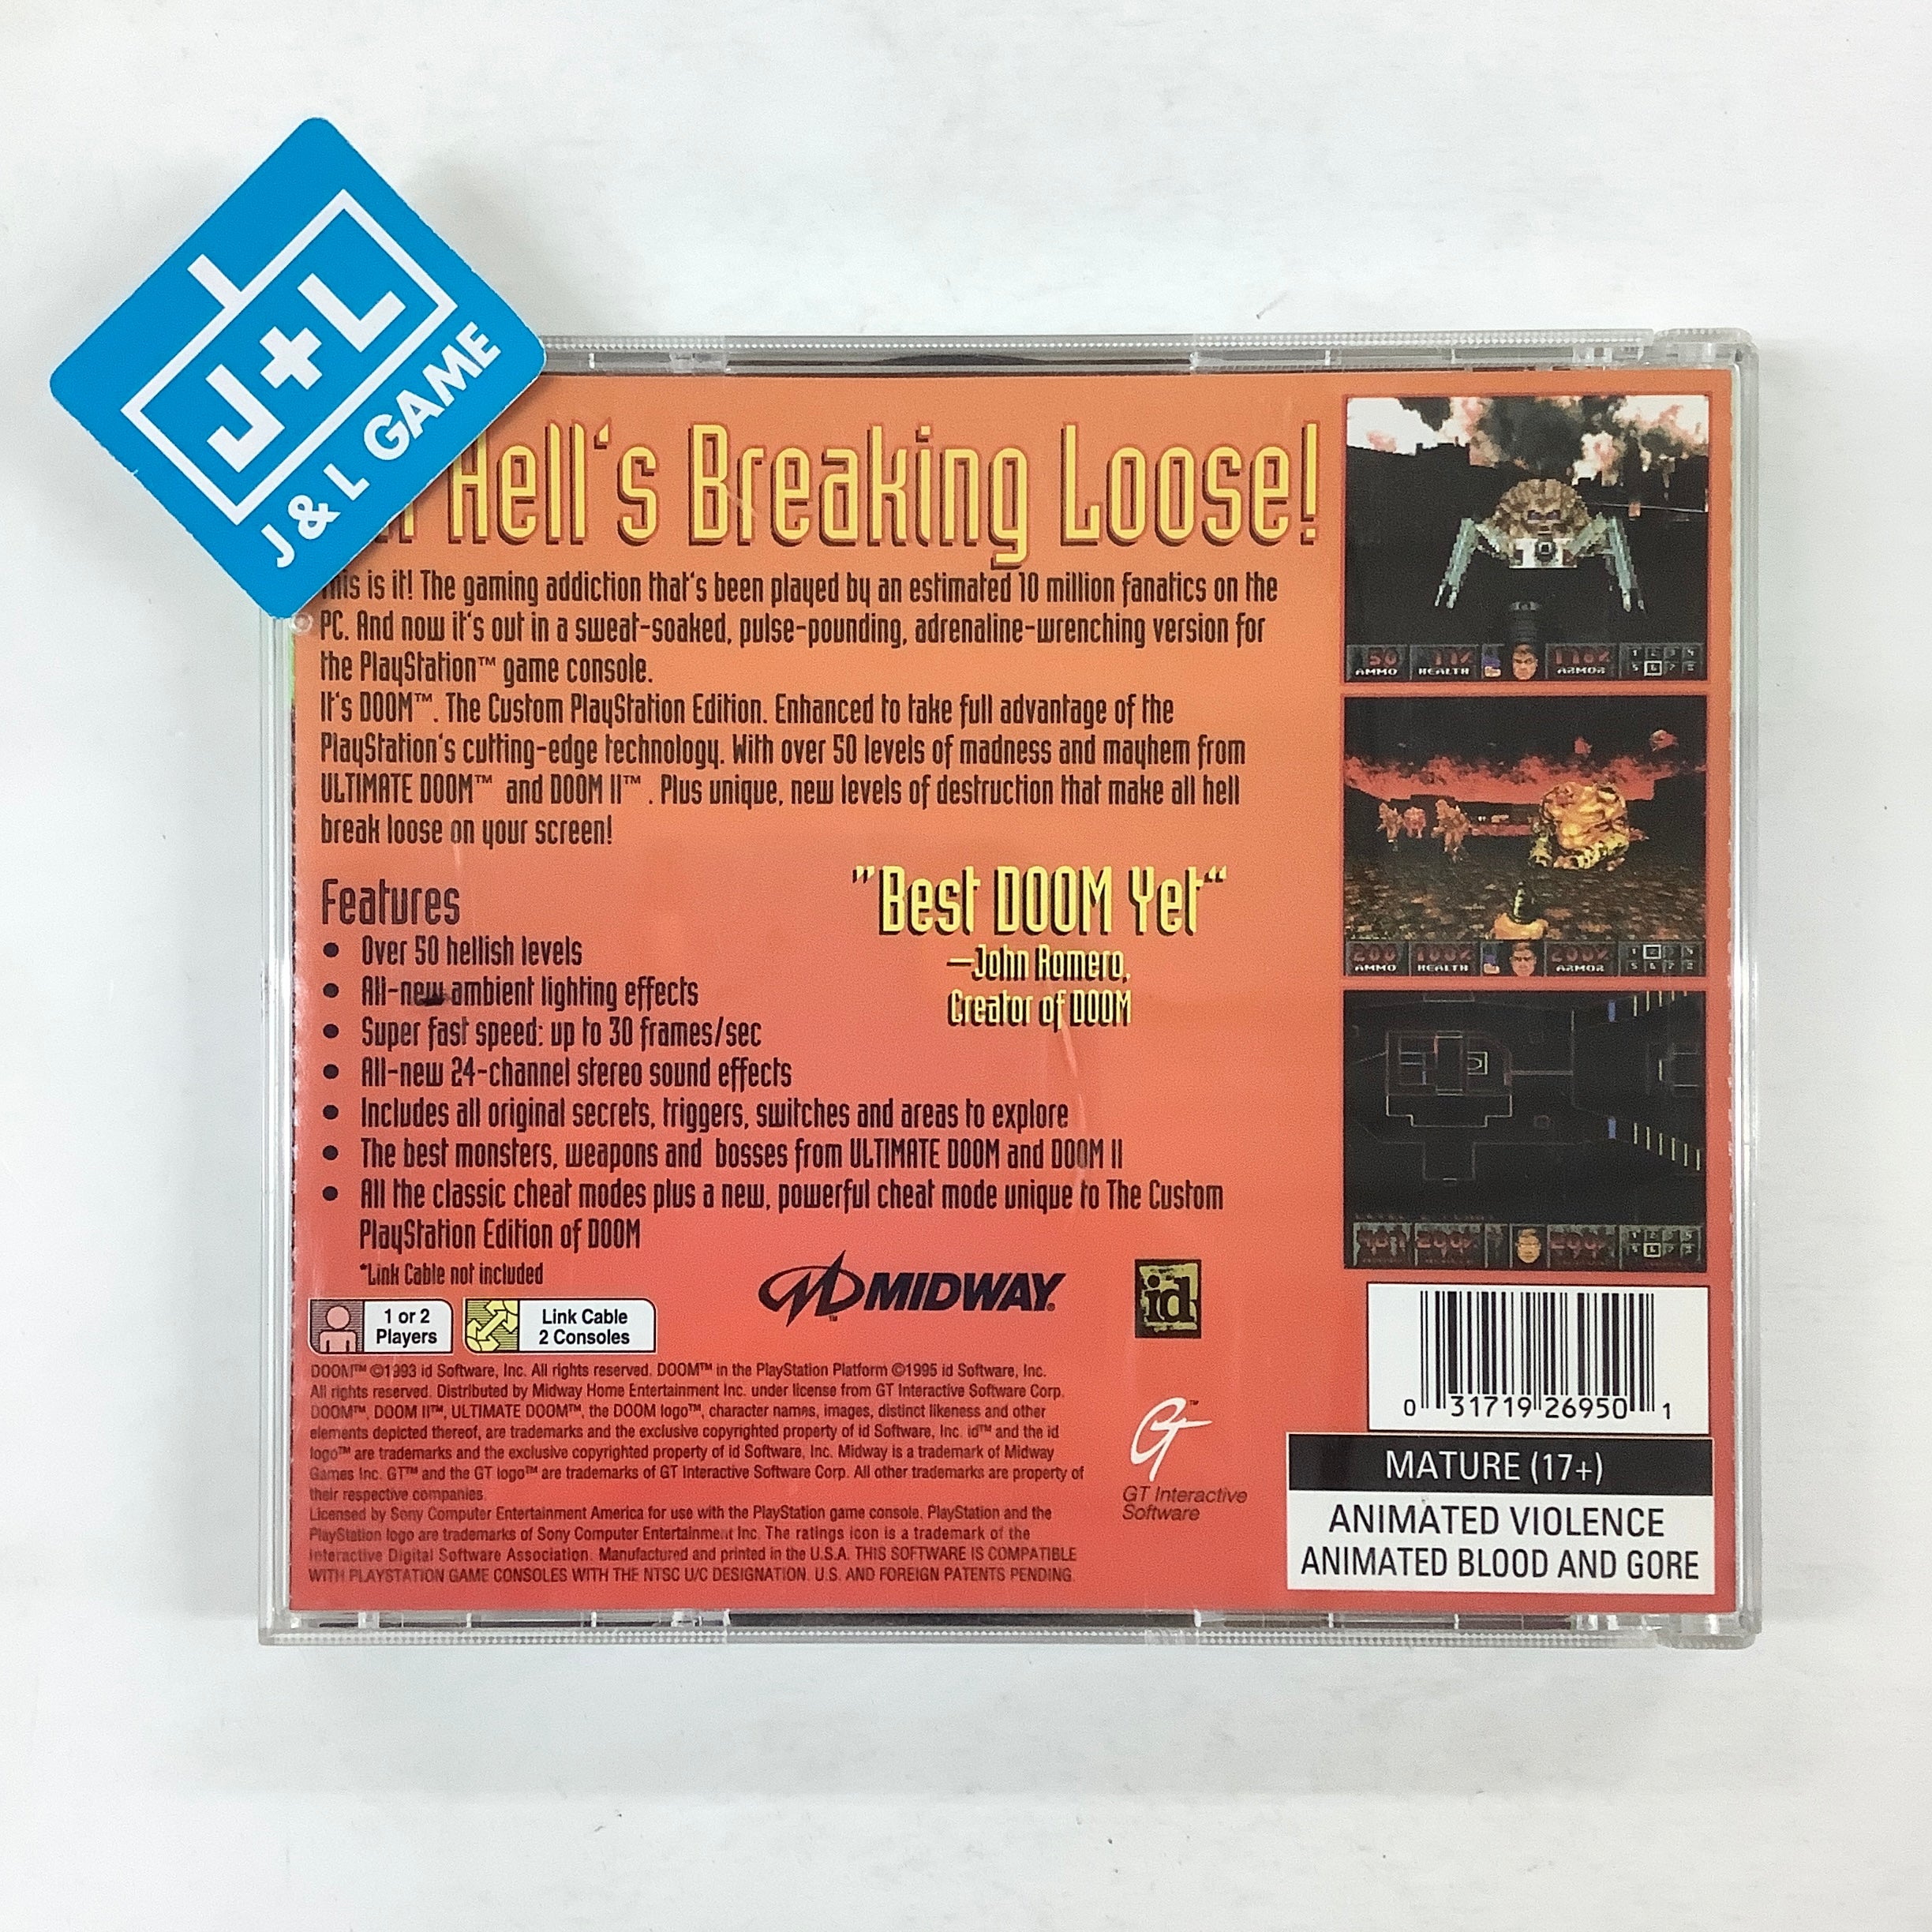 J+L
J & L GAME
Hell's Breaking Loose!
This is it! The gaming addiction that's been played by an estimated 10 million fanatics on the
PC. And now it's out in a sweat-soaked, pulse-pounding, adrenaline-wrenching version for
the PlayStation™ game console.
It's DOOM™. The Custom PlayStation Edition. Enhanced to take full advantage of the
PlayStation's cutting-edge technology. With over 50 levels of madness and mayhem from
ULTIMATE DOOM™ and DOOM II™. Plus unique, new levels of destruction that make all hell
break loose on your screen!
Features
• Over 50 hellish levels
• All-new ambient lighting effects
• Super fast speed: up to 30 frames/sec
• All-new 24-channel stereo sound effects
• Includes all original secrets, triggers, switches and areas to explore
• The best monsters, weapons and bosses from ULTIMATE DOOM and DOOM II
• All the classic cheat modes plus a new, powerful cheat mode unique to The Custom
PlayStation Edition of DOOM
*Link Cable not included
"Best DOOM Yet"
—John Romero,
Creator of DOOM
1 or 2
Players
Link Cable
2 Consoles
MIDWAY
id
DOOM™ ©1993 id Software, Inc. All rights reserved. DOOM™ in the PlayStation Platform ©1995 id Software, Inc.
All rights reserved. Distributed by Midway Home Entertainment Inc. under license from GT Interactive Software Corp.
DOOM™, DOOM II™, ULTIMATE DOOM™, the DOOM logo™, character names, images, distinct likeness and other
elements depicted thereof, are trademarks and the exclusive copyrighted property of id Software, Inc. id™ and the id
logo™ are trademarks and the exclusive copyrighted property of id Software, Inc. Midway is a trademark of Midway
Games Inc. GT™ and the GT logo™ are trademarks of GT Interactive Software Corp. All other trademarks are property of
their respective companies.
Licensed by Sony Computer Entertainment America for use with the PlayStation game console. PlayStation and the
PlayStation logo are trademarks of Sony Computer Entertainment Inc. The ratings icon is a trademark of the
Interactive Digital Software Association. Manufactured and printed in the U.S.A. THIS SOFTWARE IS COMPATIBLE
WITH PLAYSTATION GAME CONSOLES WITH THE NTSC U/C DESIGNATION. U.S. AND FOREIGN PATENTS PENDING.
GT™
GT Interactive
Software
50 178%
AMMO HEALTH ARMOR
200 100% 200%
AMMO HEALTH ARMOR
200% 200%
0 31719 26950 1
MATURE (17+)
ANIMATED VIOLENCE
ANIMATED BLOOD AND GORE